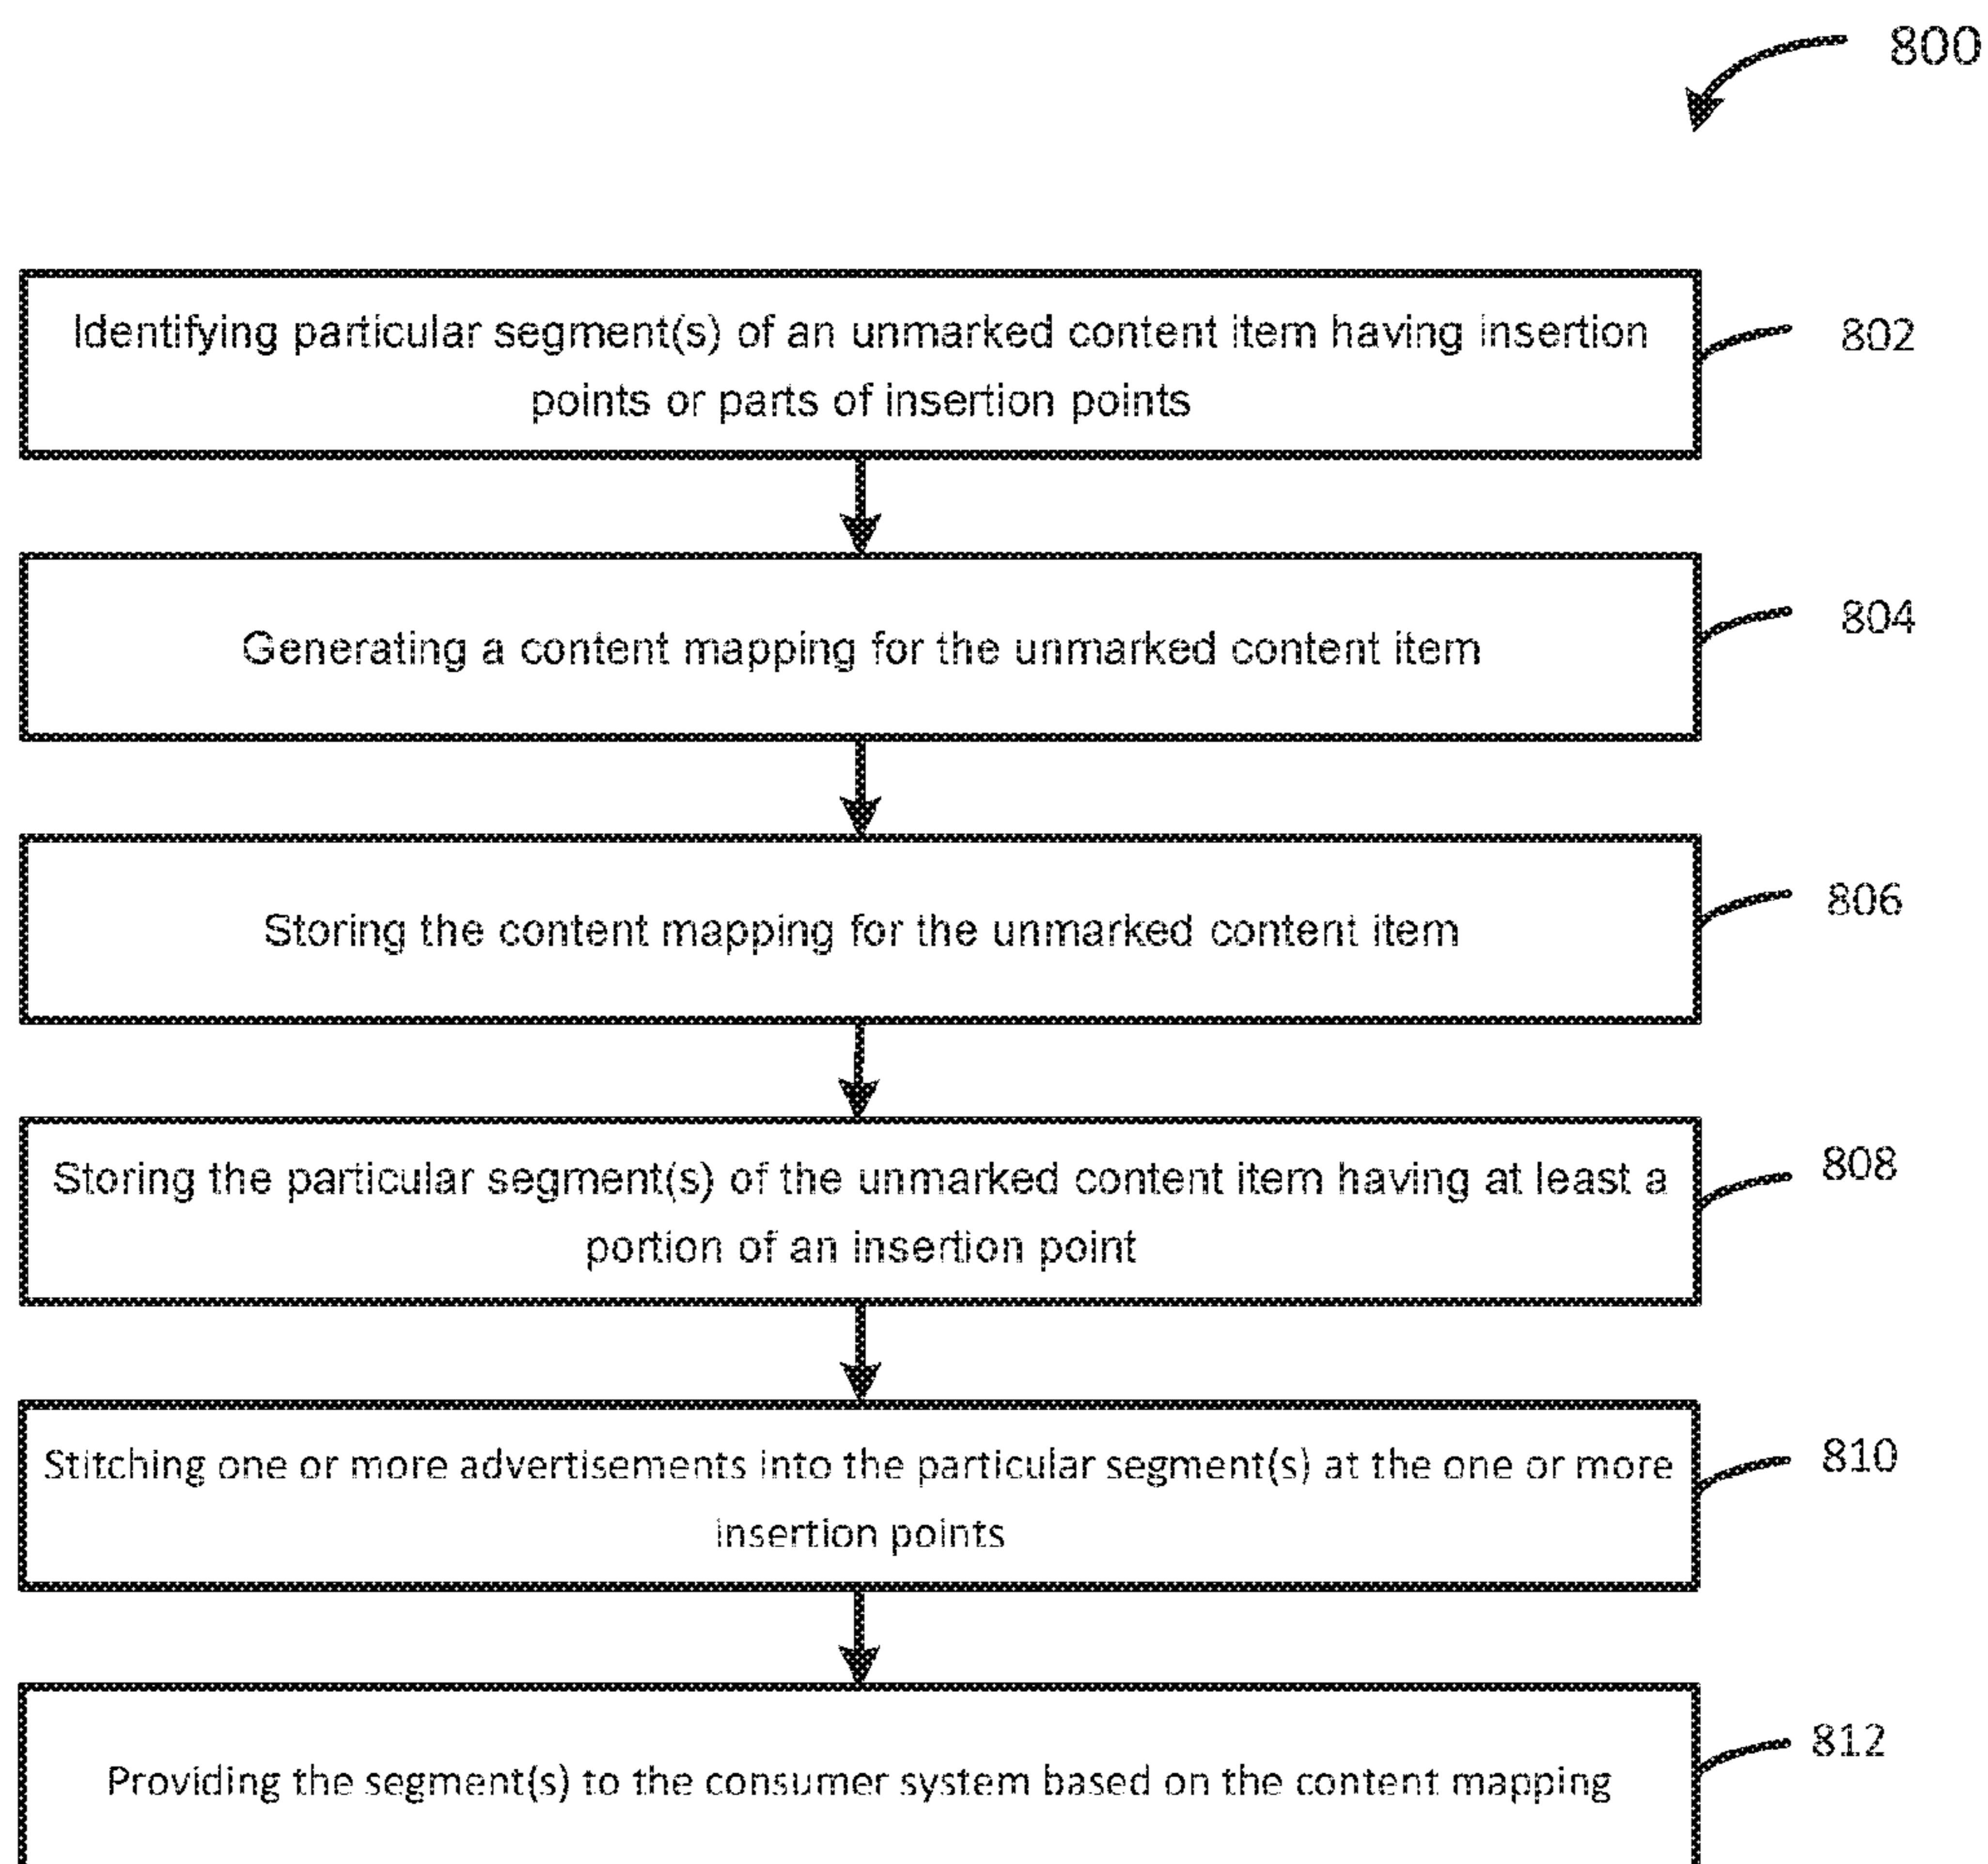 800
Identifying particular segment(s) of an unmarked content item having insertion
points or parts of insertion points
802
Generating a content mapping for the unmarked content item
804
Storing the content mapping for the unmarked content item
806
Storing the particular segment(s) of the unmarked content item having at least a
portion of an insertion point
808
Stitching one or more advertisements into the particular segment(s) at the one or more
insertion points
810
Providing the segment(s) to the consumer system based on the content mapping
812